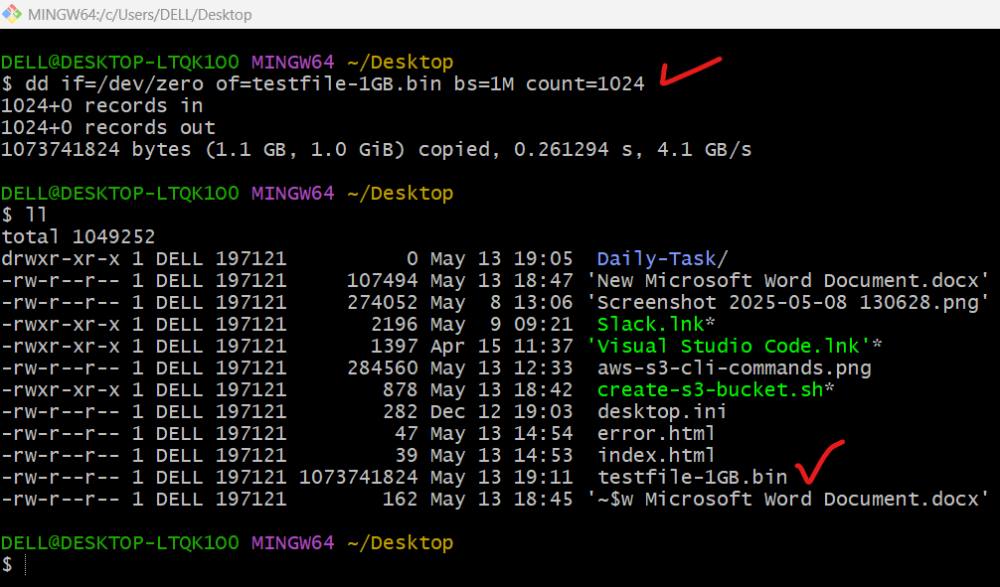 MINGW64:/c/Users/DELL/Desktop
DELL@DESKTOP-LTQK1OO MINGW64 ~/Desktop
$ dd if=/dev/zero of=testfile-1GB.bin bs=1M count=1024
1024+0 records in
1024+0 records out
1073741824 bytes (1.1 GB, 1.0 GiB) copied, 0.261294 s, 4.1 GB/s
DELL@DESKTOP-LTQK1OO MINGW64 ~/Desktop
$ ll
total 1049252
drwxr-xr-x 1 DELL 197121          0 May 13 19:05  Daily-Task/
-rw-r--r-- 1 DELL 197121     107494 May 13 18:47 'New Microsoft Word Document.docx'
-rw-r--r-- 1 DELL 197121     274052 May  8 13:06 'Screenshot 2025-05-08 130628.png'
-rwxr-xr-x 1 DELL 197121       2196 May  9 09:21  Slack.lnk*
-rwxr-xr-x 1 DELL 197121       1397 Apr 15 11:37 'Visual Studio Code.lnk'*
-rw-r--r-- 1 DELL 197121     284560 May 13 12:33  aws-s3-cli-commands.png
-rwxr-xr-x 1 DELL 197121        878 May 13 18:42  create-s3-bucket.sh*
-rw-r--r-- 1 DELL 197121        282 Dec 12 19:03  desktop.ini
-rw-r--r-- 1 DELL 197121         47 May 13 14:54  error.html
-rw-r--r-- 1 DELL 197121         39 May 13 14:53  index.html
-rw-r--r-- 1 DELL 197121 1073741824 May 13 19:11  testfile-1GB.bin
-rw-r--r-- 1 DELL 197121        162 May 13 18:45 '~$w Microsoft Word Document.docx'
DELL@DESKTOP-LTQK1OO MINGW64 ~/Desktop
$